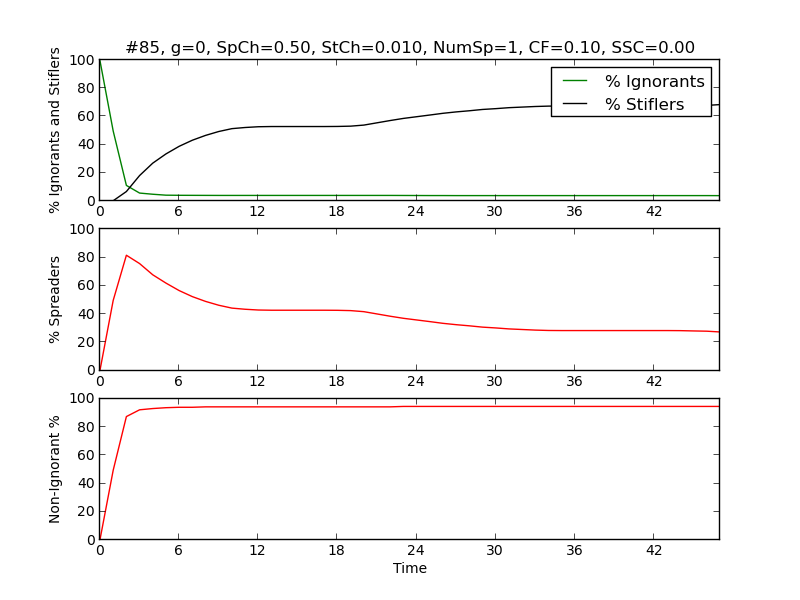 #85, g=0, SpCh=0.50, StCh=0.010, NumSp=1, CF=0.10, SSC=0.00
% Ignorants and Stiflers
100
80
60
40
20
0
% Ignorants
% Stiflers
0 6 12 18 24 30 36 42
% Spreaders
100
80
60
40
20
0
0 6 12 18 24 30 36 42
Non-Ignorant %
100
80
60
40
20
0
0 6 12 18 24 30 36 42
Time